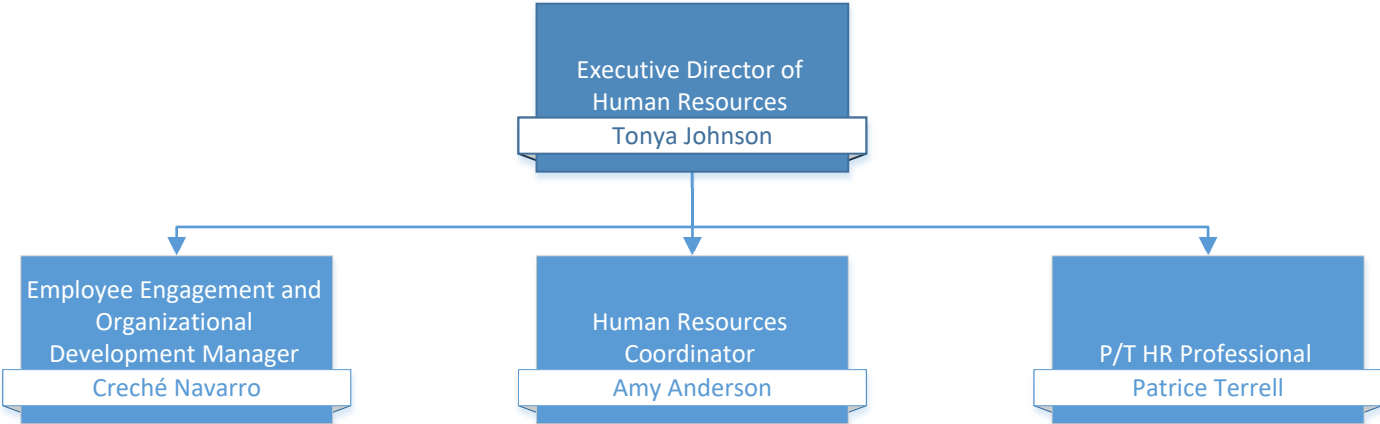 Executive Director of
Human Resources
Tonya Johnson
Employee Engagement and
Organizational
Development Manager
Creché Navarro
Human Resources
Coordinator
Amy Anderson
P/T HR Professional
Patrice Terrell